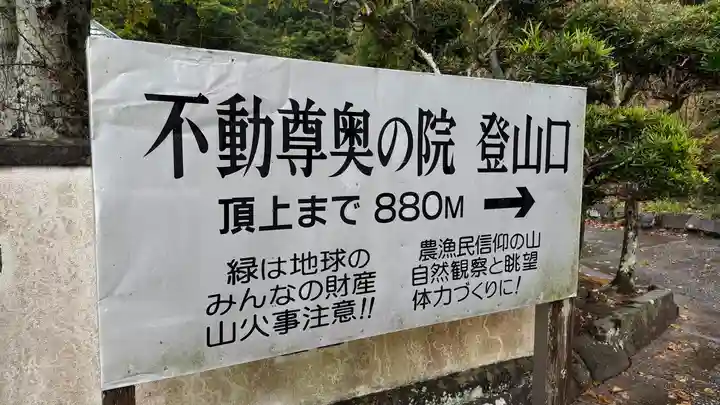 不動尊奥の院 登山口
頂上まで 880M →
緑は地球の
みんなの財産
山火事注意!!
農漁民信仰の山
自然観察と眺望
体力づくりに!